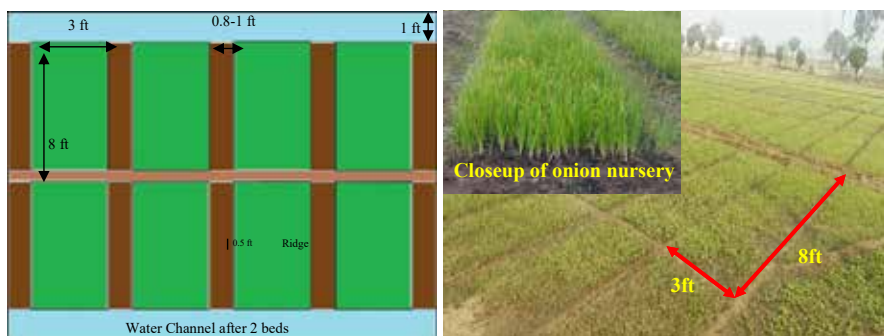 3 ft
0.8-1 ft
1 ft
8 ft
0.5 ft
Ridge
Water Channel after 2 beds
Closeup of onion nursery
3ft
8ft